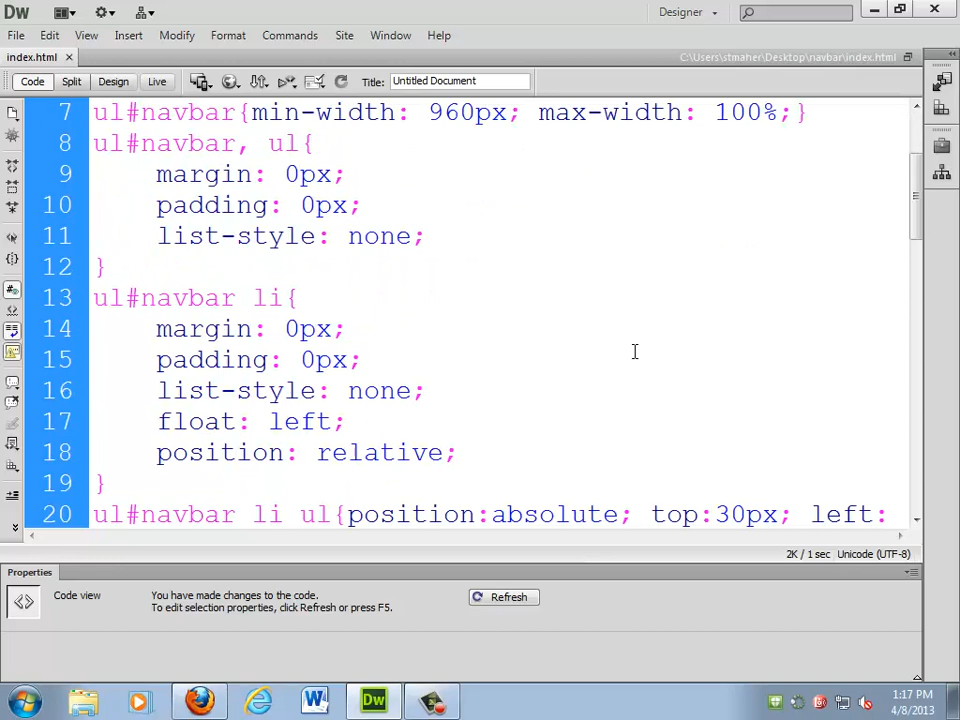 Dw Designer
File Edit View Insert Modify Format Commands Site Window Help
index.html × C:\Users\stmaher\Desktop\navbar\index.html
Code Split Design Live Title: Untitled Document
7 ul#navbar{min-width: 960px; max-width: 100%;}
8 ul#navbar, ul{
9 margin: 0px;
10 padding: 0px;
11 list-style: none;
12 }
13 ul#navbar li{
14 margin: 0px;
15 padding: 0px;
16 list-style: none;
17 float: left;
18 position: relative;
19 }
20 ul#navbar li ul{position:absolute; top:30px; left:
2K / 1 sec Unicode (UTF-8)
Properties
Code view You have made changes to the code. Refresh
To edit selection properties, click Refresh or press F5.
W Dw 1:17 PM
4/8/2013